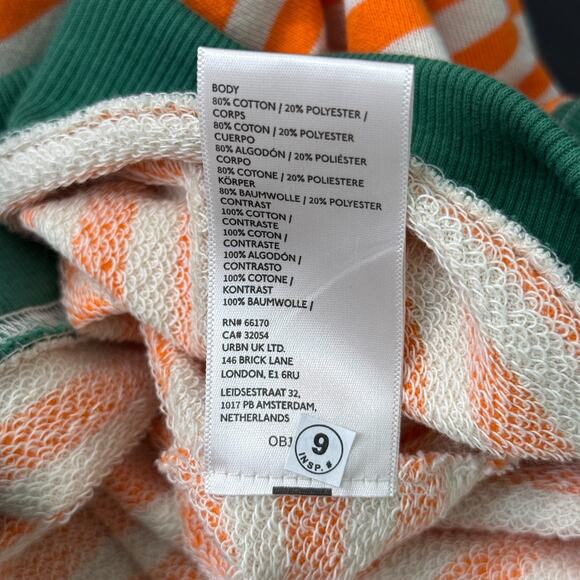 BODY
80% COTTON / 20% POLYESTER /
CORPS
80% COTON / 20% POLYESTER /
CUERPO
80% ALGODÓN / 20% POLIÉSTER
CORPO
80% COTONE / 20% POLIESTERE
KÖRPER
80% BAUMWOLLE / 20% POLYESTER
CONTRAST
100% COTTON /
CONTRASTE
100% COTON /
CONTRASTE
100% ALGODÓN /
CONTRASTO
100% COTONE /
KONTRAST
100% BAUMWOLLE /
RN# 66170
CA# 32054
URBN UK LTD.
146 BRICK LANE
LONDON, E1 6RU
LEIDSESTRAAT 32,
1017 PB AMSTERDAM,
NETHERLANDS
9
INSP. #